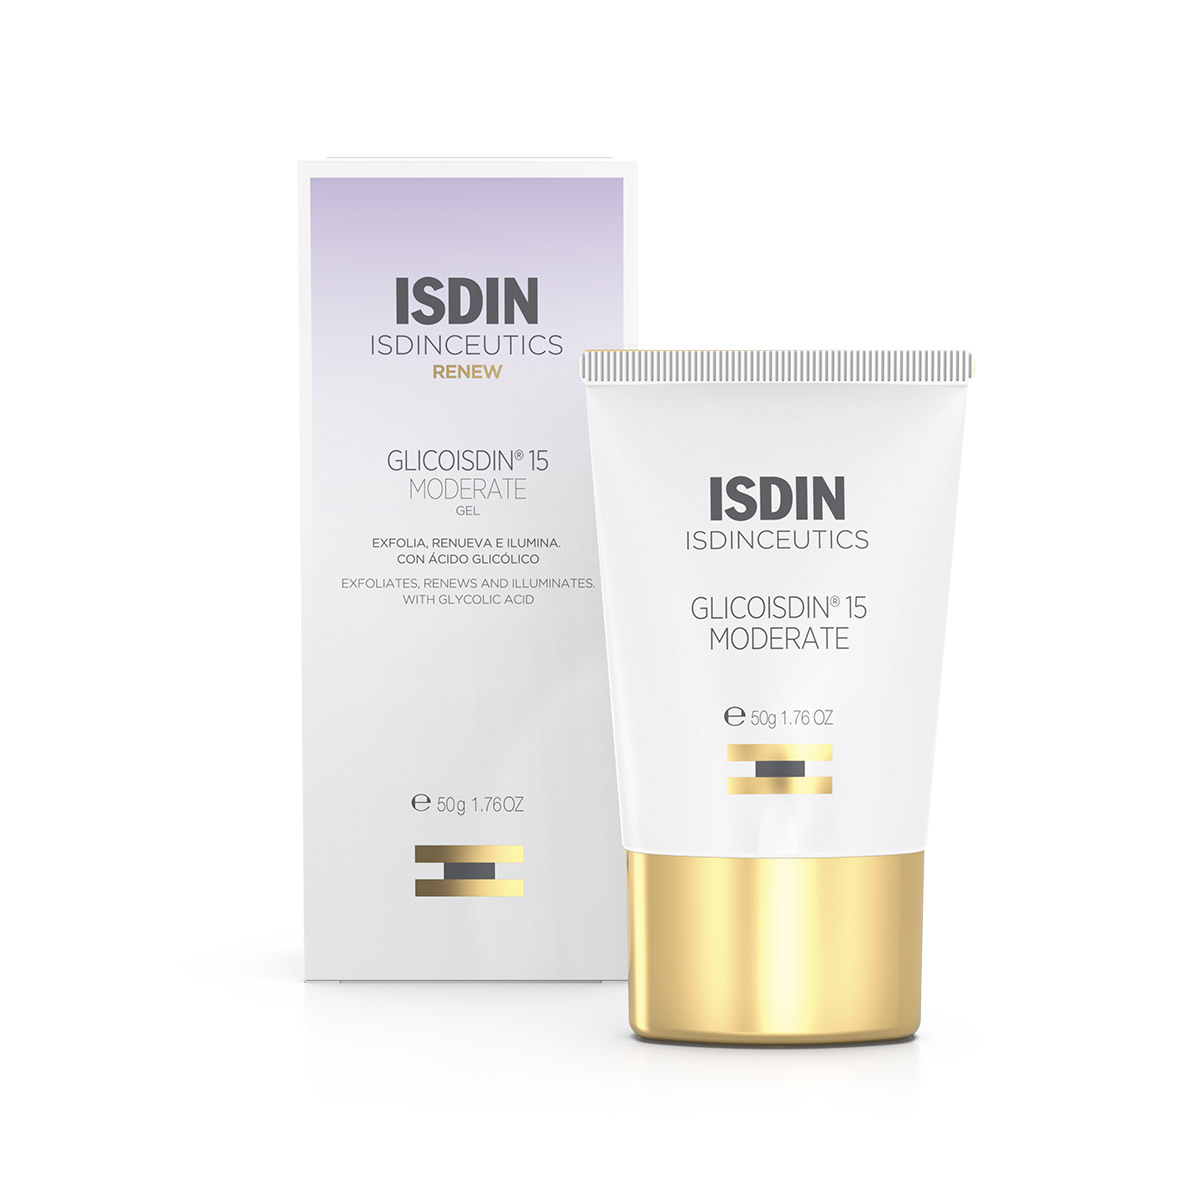 ISDIN
ISDINCEUTICS
RENEW
GLICOISDIN® 15
MODERATE
GEL
EXFOLIA, RENUEVA E ILUMINA.
CON ÁCIDO GLICÓLICO
EXFOLIATES, RENEWS AND ILLUMINATES.
WITH GLYCOLIC ACID
℮ 50g 1.76OZ
ISDIN
ISDINCEUTICS
GLICOISDIN® 15
MODERATE
℮ 50g 1.76 OZ